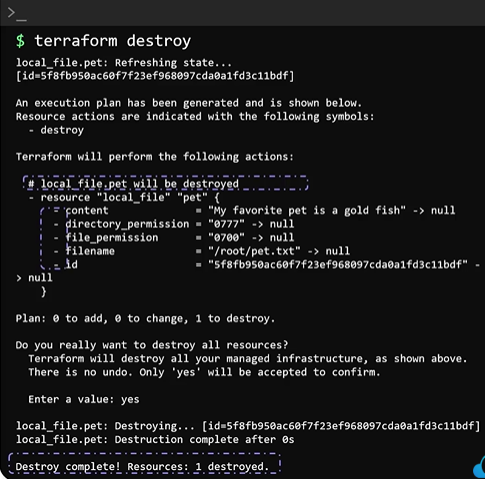 >_
$ terraform destroy
local_file.pet: Refreshing state...
[id=5f8fb950ac60f7f23ef968097cda0a1fd3c11bdf]
An execution plan has been generated and is shown below.
Resource actions are indicated with the following symbols:
- destroy
Terraform will perform the following actions:
# local_file.pet will be destroyed
- resource "local_file" "pet" {
- content = "My favorite pet is a gold fish" -> null
- directory_permission = "0777" -> null
- file_permission = "0700" -> null
- filename = "/root/pet.txt" -> null
- id = "5f8fb950ac60f7f23ef968097cda0a1fd3c11bdf" -
> null
}
Plan: 0 to add, 0 to change, 1 to destroy.
Do you really want to destroy all resources?
Terraform will destroy all your managed infrastructure, as shown above.
There is no undo. Only 'yes' will be accepted to confirm.
Enter a value: yes
local_file.pet: Destroying... [id=5f8fb950ac60f7f23ef968097cda0a1fd3c11bdf]
local_file.pet: Destruction complete after 0s
Destroy complete! Resources: 1 destroyed.